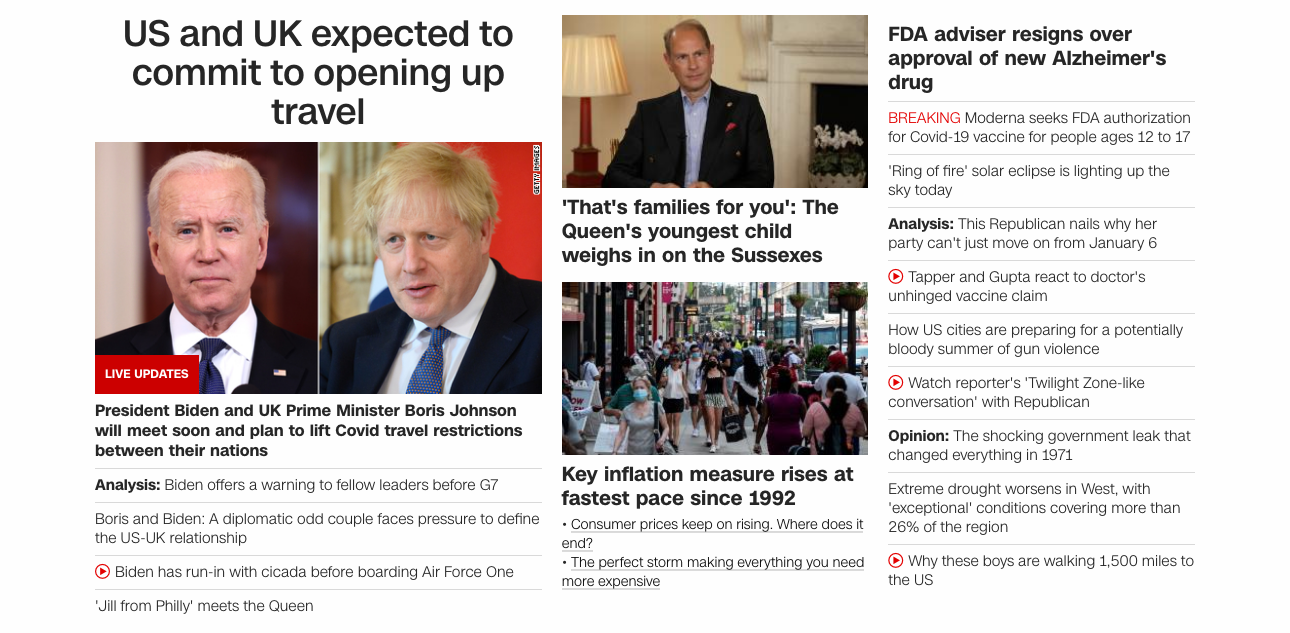 US and UK expected to
commit to opening up
travel
GETTY IMAGES
LIVE UPDATES
President Biden and UK Prime Minister Boris Johnson
will meet soon and plan to lift Covid travel restrictions
between their nations
Analysis: Biden offers a warning to fellow leaders before G7
Boris and Biden: A diplomatic odd couple faces pressure to define
the US-UK relationship
Biden has run-in with cicada before boarding Air Force One
'Jill from Philly' meets the Queen
'That's families for you': The
Queen's youngest child
weighs in on the Sussexes
Key inflation measure rises at
fastest pace since 1992
• Consumer prices keep on rising. Where does it
end?
• The perfect storm making everything you need
more expensive
FDA adviser resigns over
approval of new Alzheimer's
drug
BREAKING Moderna seeks FDA authorization
for Covid-19 vaccine for people ages 12 to 17
'Ring of fire' solar eclipse is lighting up the
sky today
Analysis: This Republican nails why her
party can't just move on from January 6
Tapper and Gupta react to doctor's
unhinged vaccine claim
How US cities are preparing for a potentially
bloody summer of gun violence
Watch reporter's 'Twilight Zone-like
conversation' with Republican
Opinion: The shocking government leak that
changed everything in 1971
Extreme drought worsens in West, with
'exceptional' conditions covering more than
26% of the region
Why these boys are walking 1,500 miles to
the US